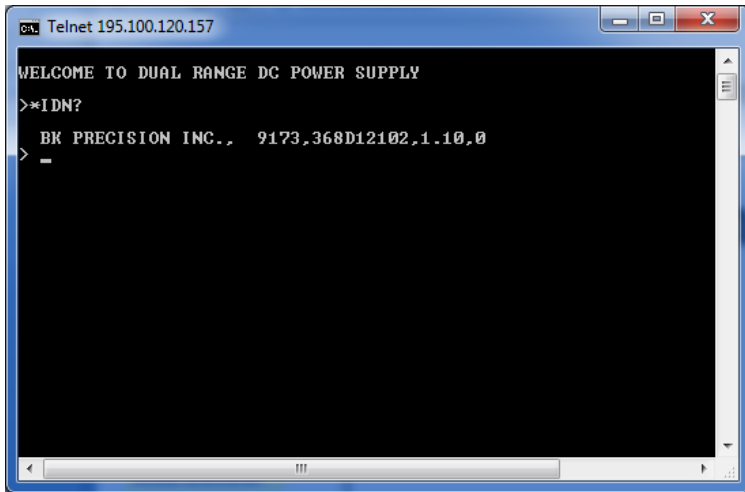 Telnet 195.100.120.157
WELCOME TO DUAL RANGE DC POWER SUPPLY
>*IDN?
BK PRECISION INC.,  9173,368D12102,1.10,0
> _